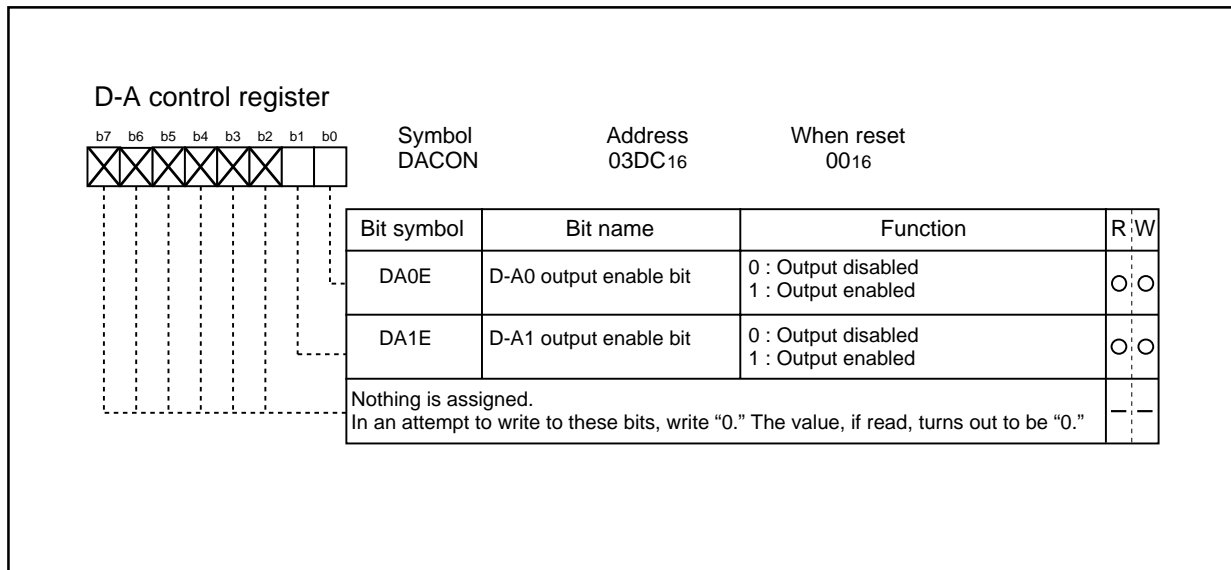 D-A control register
b7 b6 b5 b4 b3 b2 b1 b0
Symbol Address When reset
DACON 03DC16 0016
Bit symbol Bit name Function R W
DA0E D-A0 output enable bit 0 : Output disabled
1 : Output enabled
DA1E D-A1 output enable bit 0 : Output disabled
1 : Output enabled
Nothing is assigned.
In an attempt to write to these bits, write “0.” The value, if read, turns out to be “0.”